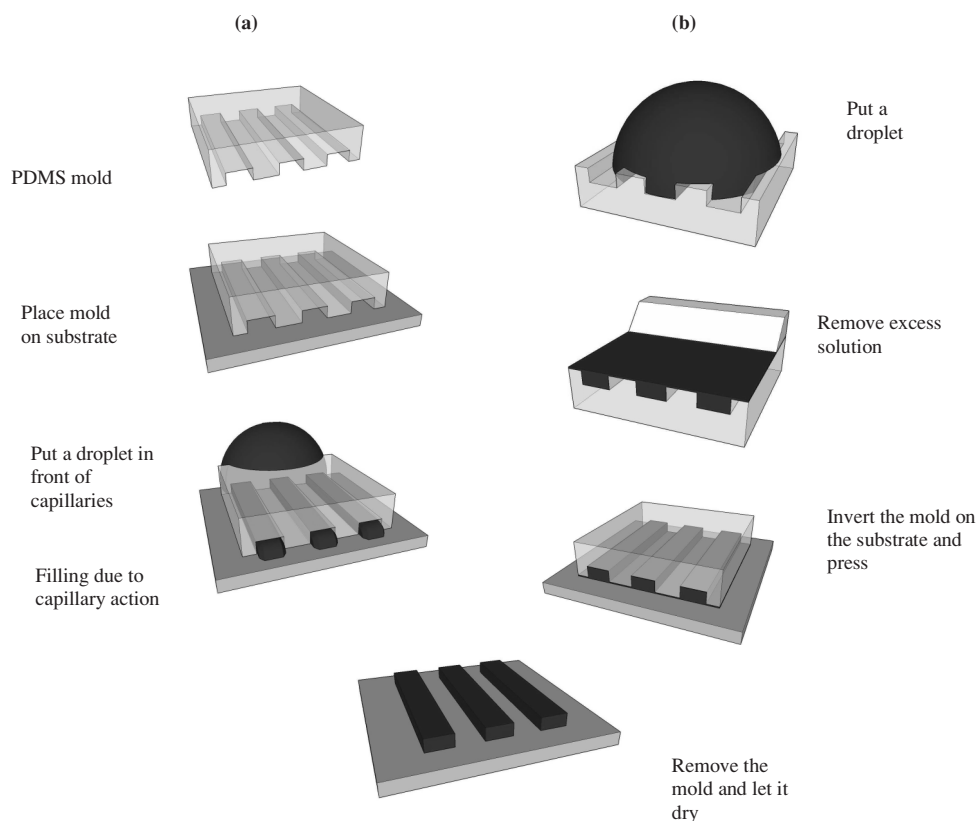 (a)
PDMS mold
Place mold
on substrate
Put a droplet in
front of
capillaries
Filling due to
capillary action
(b)
Put a
droplet
Remove excess
solution
Invert the mold on
the substrate and
press
Remove the
mold and let it
dry